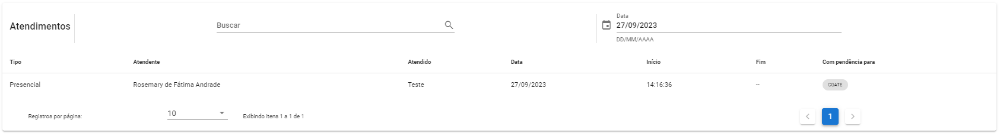 Atendimentos
Buscar
Data
27/09/2023
DD/MM/AAAA
Tipo Atendente Atendido Data Início Fim Com pendência para
Presencial Rosemary de Fátima Andrade Teste 27/09/2023 14:16:36 -- CGATE
Registros por página: 10 Exibindo itens 1 a 1 de 1 1